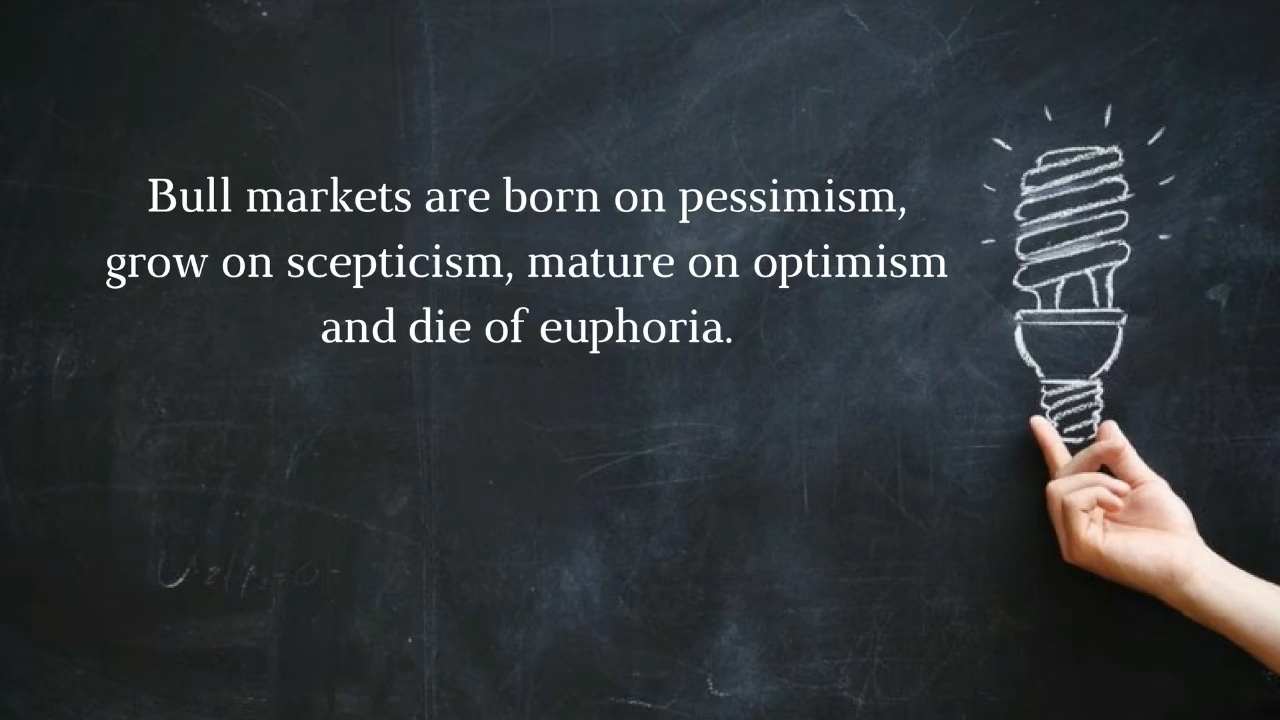 Bull markets are born on pessimism,
grow on scepticism, mature on optimism
and die of euphoria.